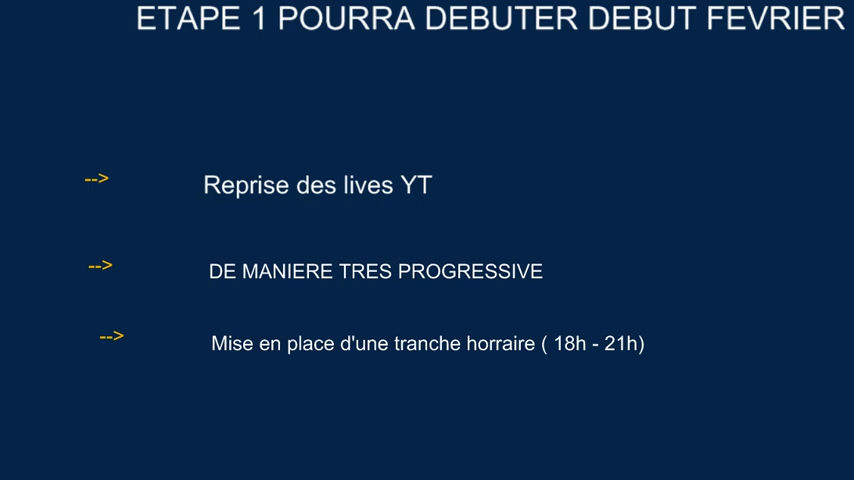 ETAPE 1 POURRA DEBUTER DEBUT FEVRIER
--> Reprise des lives YT
--> DE MANIERE TRES PROGRESSIVE
--> Mise en place d'une tranche horraire ( 18h - 21h)